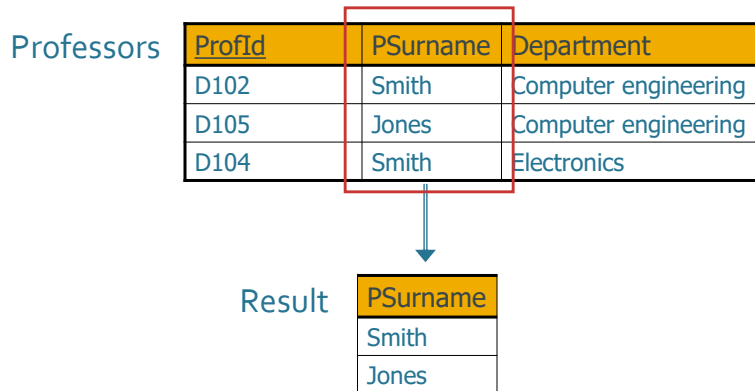 Professors
ProfId PSurname Department
D102 Smith Computer engineering
D105 Jones Computer engineering
D104 Smith Electronics
Result
PSurname
Smith
Jones